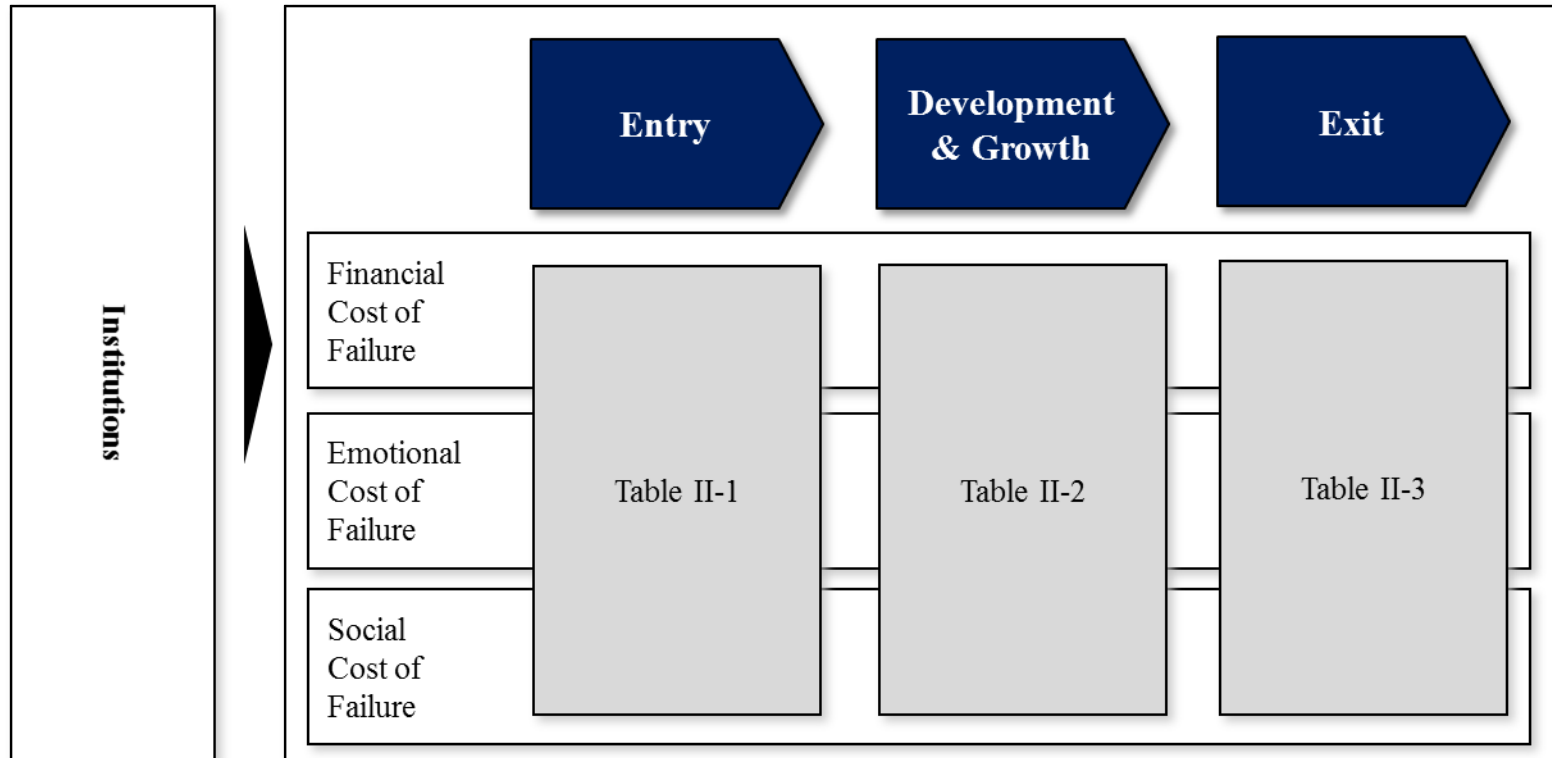 Institutions
Entry
Development
& Growth
Exit
Financial
Cost of
Failure
Emotional
Cost of
Failure
Social
Cost of
Failure
Table II-1
Table II-2
Table II-3